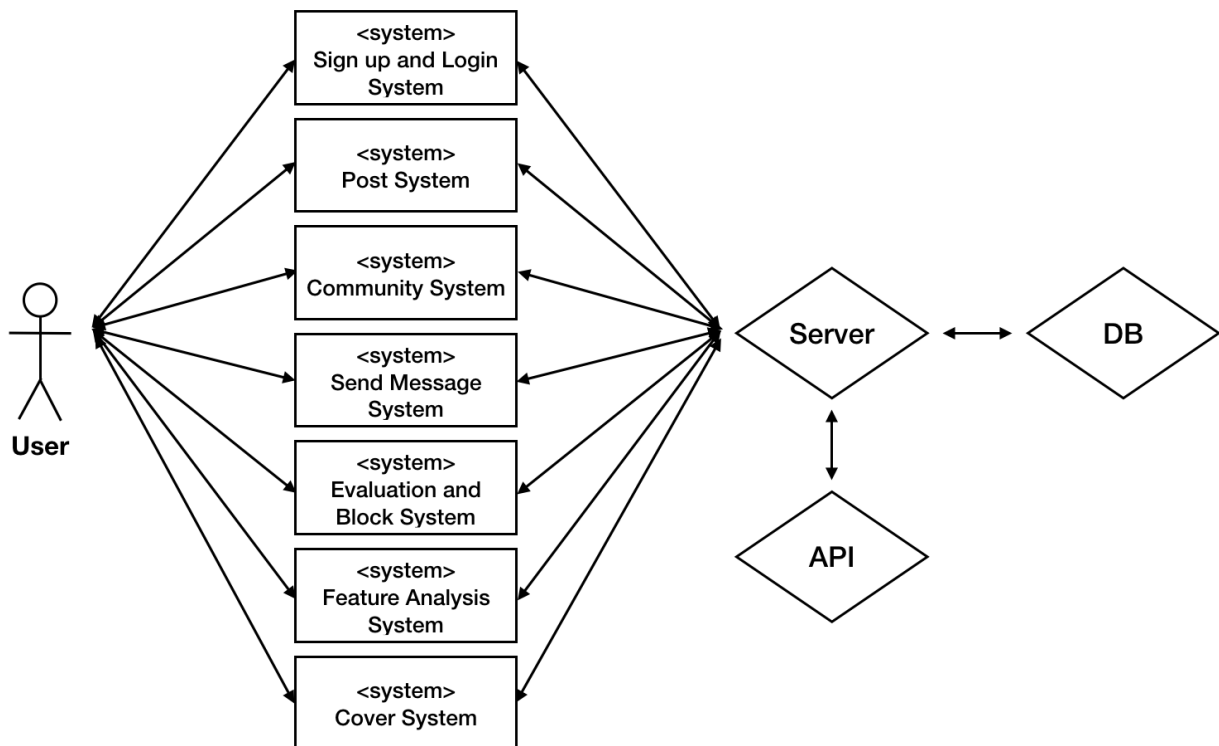 <system>
Sign up and Login
System
<system>
Post System
<system>
Community System
<system>
Send Message
System
<system>
Evaluation and
Block System
<system>
Feature Analysis
System
<system>
Cover System
User
Server
DB
API